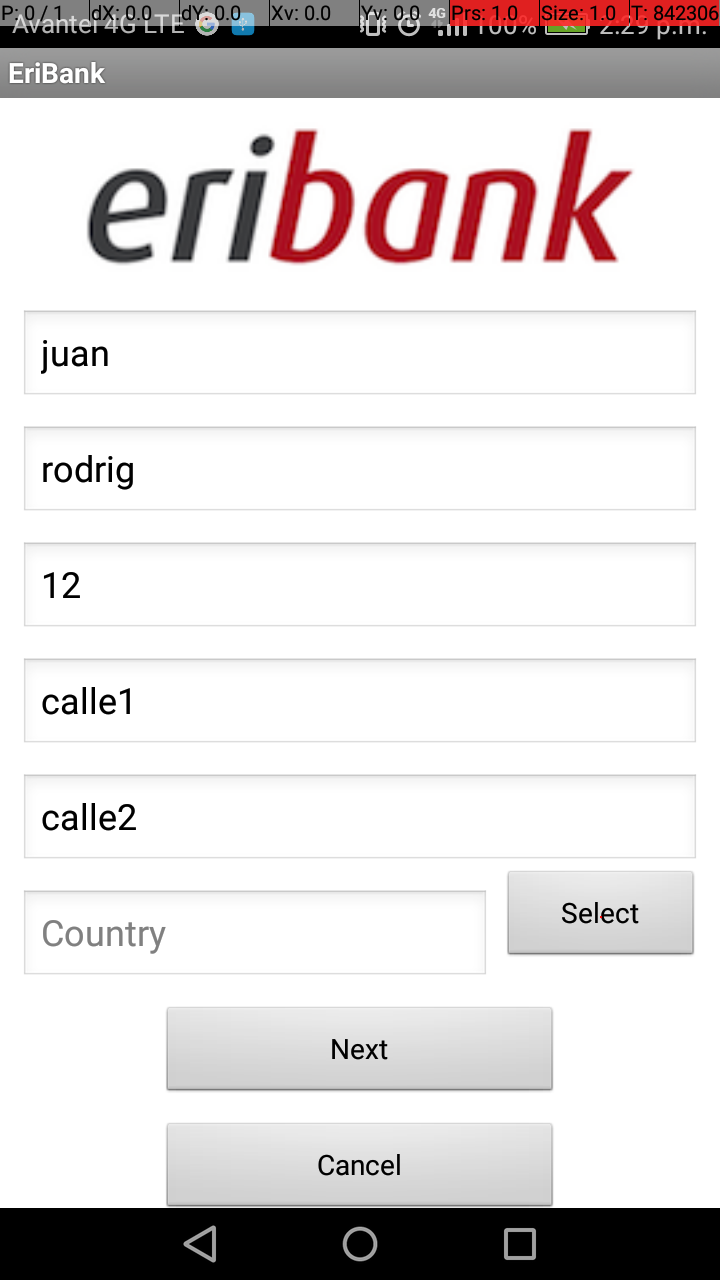 P: 0 / 1 dX: 0.0 dY: 0.0 Xv: 0.0 Yv: 0.0 Prs: 1.0 Size: 1.0 T: 842306
Avantel 4G LTE 4G 100% 2:29 p.m.
EriBank
eribank
juan
rodrig
12
calle1
calle2
Country
Select
Next
Cancel